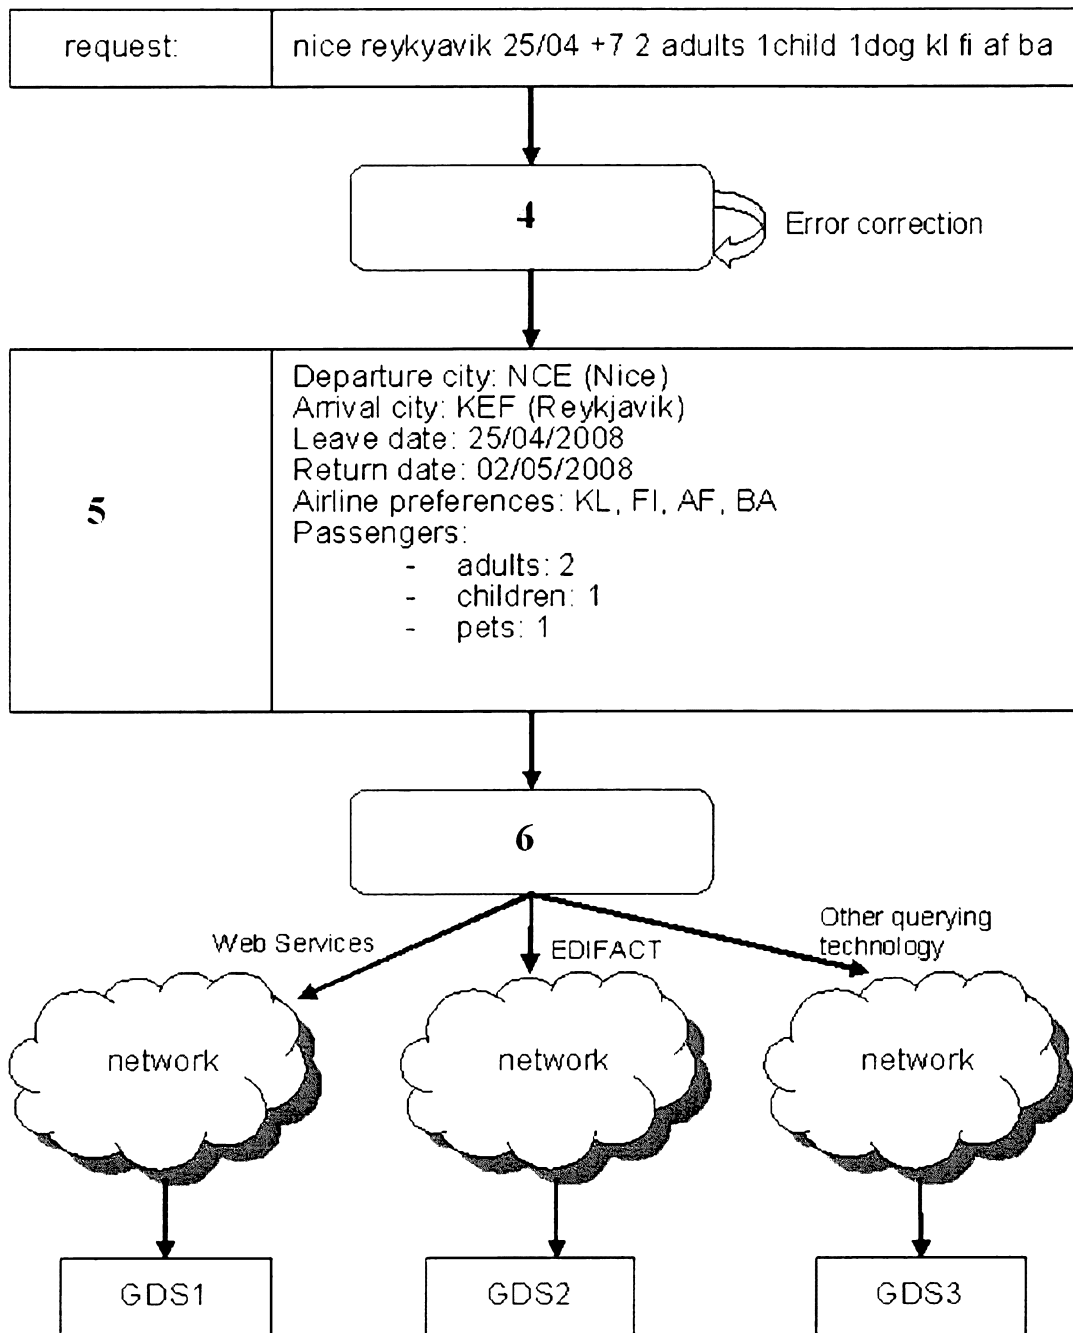 request:
nice reykyavik 25/04 +7 2 adults 1child 1dog kl fi af ba
4
Error correction
5
Departure city: NCE (Nice)
Arrival city: KEF (Reykjavik)
Leave date: 25/04/2008
Return date: 02/05/2008
Airline preferences: KL, FI, AF, BA
Passengers:
- adults: 2
- children: 1
- pets: 1
6
Web Services
EDIFACT
Other querying
technology
network
network
network
GDS1
GDS2
GDS3